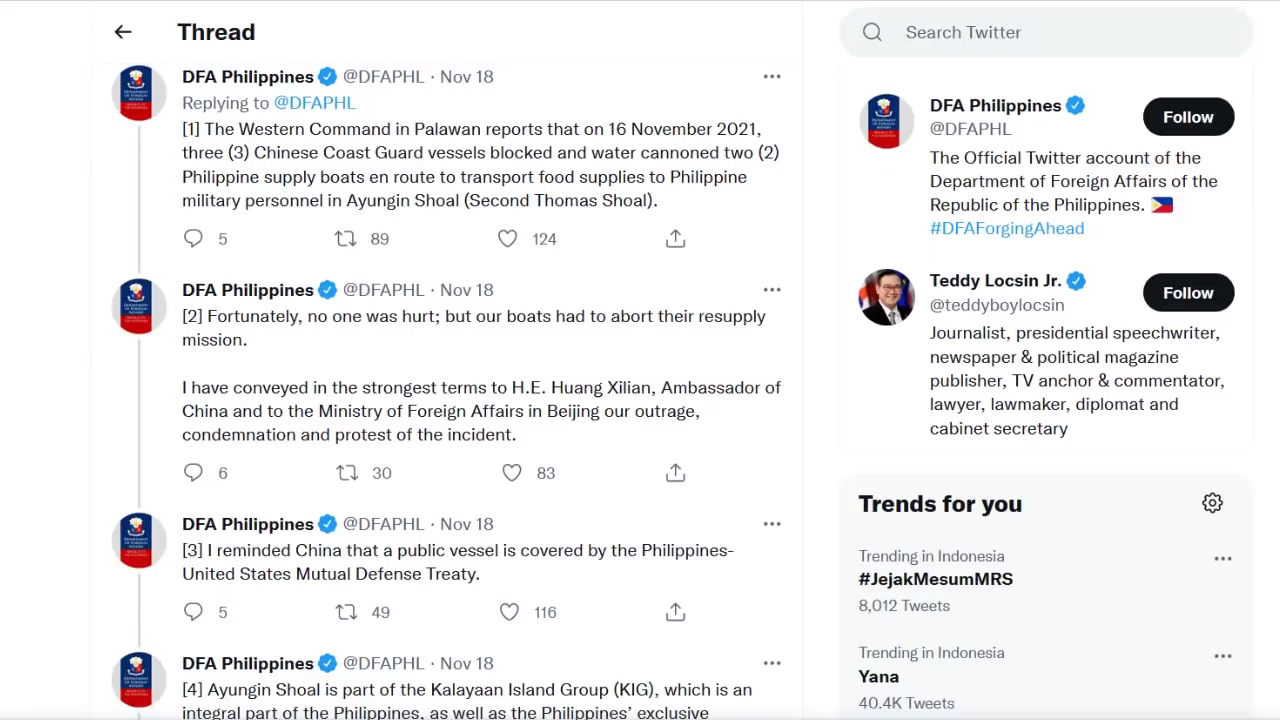 Thread
DFA Philippines @DFAPHL · Nov 18
Replying to @DFAPHL
[1] The Western Command in Palawan reports that on 16 November 2021,
three (3) Chinese Coast Guard vessels blocked and water cannoned two (2)
Philippine supply boats en route to transport food supplies to Philippine
military personnel in Ayungin Shoal (Second Thomas Shoal).
5 89 124
DFA Philippines @DFAPHL · Nov 18
[2] Fortunately, no one was hurt; but our boats had to abort their resupply
mission.
I have conveyed in the strongest terms to H.E. Huang Xilian, Ambassador of
China and to the Ministry of Foreign Affairs in Beijing our outrage,
condemnation and protest of the incident.
6 30 83
DFA Philippines @DFAPHL · Nov 18
[3] I reminded China that a public vessel is covered by the Philippines-
United States Mutual Defense Treaty.
5 49 116
DFA Philippines @DFAPHL · Nov 18
[4] Ayungin Shoal is part of the Kalayaan Island Group (KIG), which is an
integral part of the Philippines, as well as the Philippines' exclusive
Search Twitter
DFA Philippines
@DFAPHL
Follow
The Official Twitter account of the
Department of Foreign Affairs of the
Republic of the Philippines. 🇵🇭
#DFAForgingAhead
Teddy Locsin Jr.
@teddyboylocsin
Follow
Journalist, presidential speechwriter,
newspaper & political magazine
publisher, TV anchor & commentator,
lawyer, lawmaker, diplomat and
cabinet secretary
Trends for you
Trending in Indonesia
#JejakMesumMRS
8,012 Tweets
Trending in Indonesia
Yana
40.4K Tweets